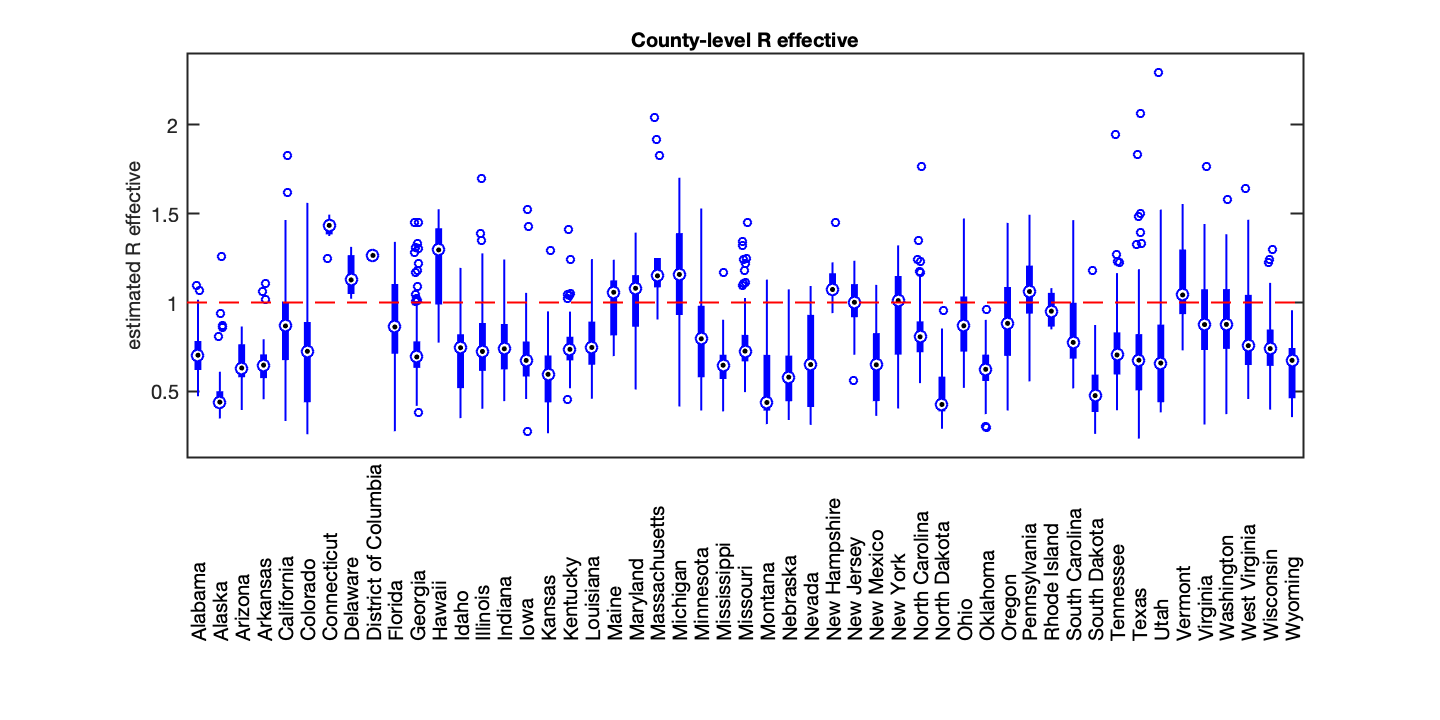 County-level R effective
estimated R effective
2
1.5
1
0.5
Alabama
Alaska
Arizona
Arkansas
California
Colorado
Connecticut
Delaware
District of Columbia
Florida
Georgia
Hawaii
Idaho
Illinois
Indiana
Iowa
Kansas
Kentucky
Louisiana
Maine
Maryland
Massachusetts
Michigan
Minnesota
Mississippi
Missouri
Montana
Nebraska
Nevada
New Hampshire
New Jersey
New Mexico
New York
North Carolina
North Dakota
Ohio
Oklahoma
Oregon
Pennsylvania
Rhode Island
South Carolina
South Dakota
Tennessee
Texas
Utah
Vermont
Virginia
Washington
West Virginia
Wisconsin
Wyoming